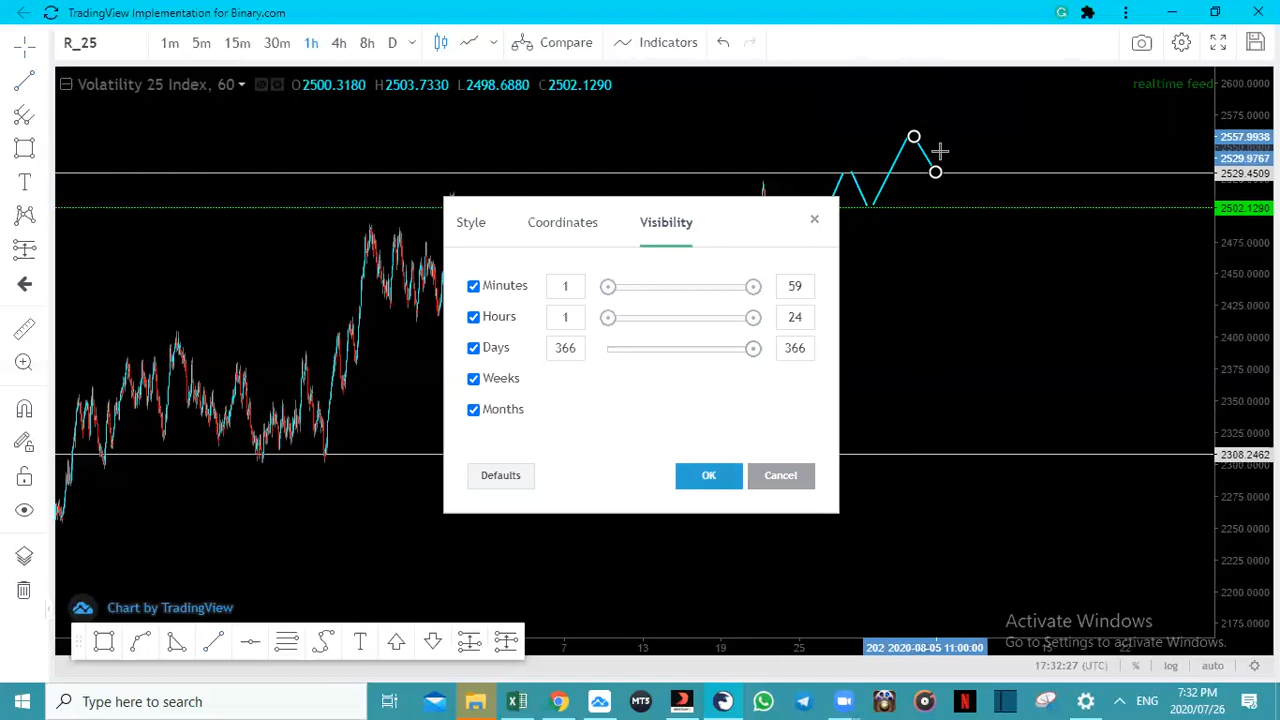 TradingView Implementation for Binary.com
R_25
1m 5m 15m 30m 1h 4h 8h D
Compare
Indicators
Volatility 25 Index, 60
O2500.3180 H2503.7330 L2498.6880 C2502.1290
realtime feed
2600.0000
2575.0000
2557.9938
2529.9767
2529.4509
2502.1290
2475.0000
2450.0000
2425.0000
2400.0000
2375.0000
2350.0000
2325.0000
2308.2462
2275.0000
2250.0000
2225.0000
2200.0000
2175.0000
Style
Coordinates
Visibility
Minutes 1 59
Hours 1 24
Days 366 366
Weeks
Months
Defaults
OK
Cancel
Chart by TradingView
T
Activate Windows
Go to Settings to activate Windows.
7 13 19 25
202 2020-08-05 11:00:00
22
17:32:27 (UTC)
% log auto
Type here to search
MT5
ENG
7:32 PM
2020/07/26